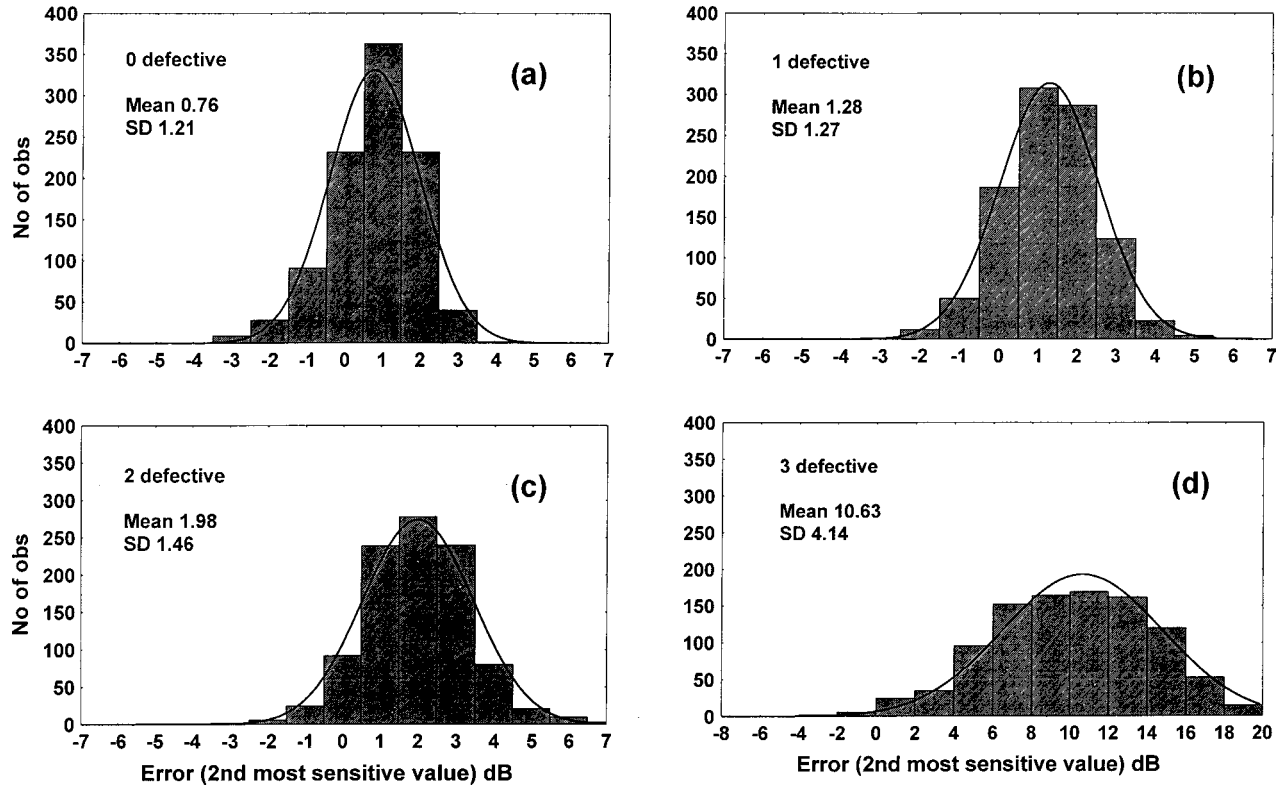 400
350
300
250
200
150
100
50
0
No of obs
0 defective
Mean 0.76
SD 1.21
(a)
-7 -6 -5 -4 -3 -2 -1 0 1 2 3 4 5 6 7
400
350
300
250
200
150
100
50
0
1 defective
Mean 1.28
SD 1.27
(b)
-7 -6 -5 -4 -3 -2 -1 0 1 2 3 4 5 6 7
400
350
300
250
200
150
100
50
0
No of obs
2 defective
Mean 1.98
SD 1.46
(c)
-7 -6 -5 -4 -3 -2 -1 0 1 2 3 4 5 6 7
Error (2nd most sensitive value) dB
400
350
300
250
200
150
100
50
0
3 defective
Mean 10.63
SD 4.14
(d)
-8 -6 -4 -2 0 2 4 6 8 10 12 14 16 18 20
Error (2nd most sensitive value) dB